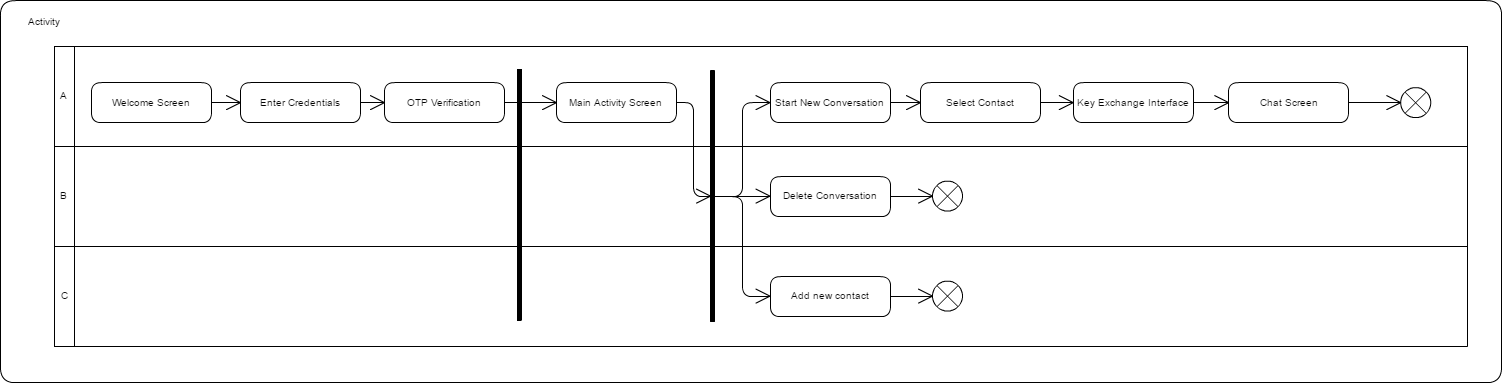 Activity
A
Welcome Screen
Enter Credentials
OTP Verification
Main Activity Screen
Start New Conversation
Select Contact
Key Exchange Interface
Chat Screen
B
Delete Conversation
C
Add new contact